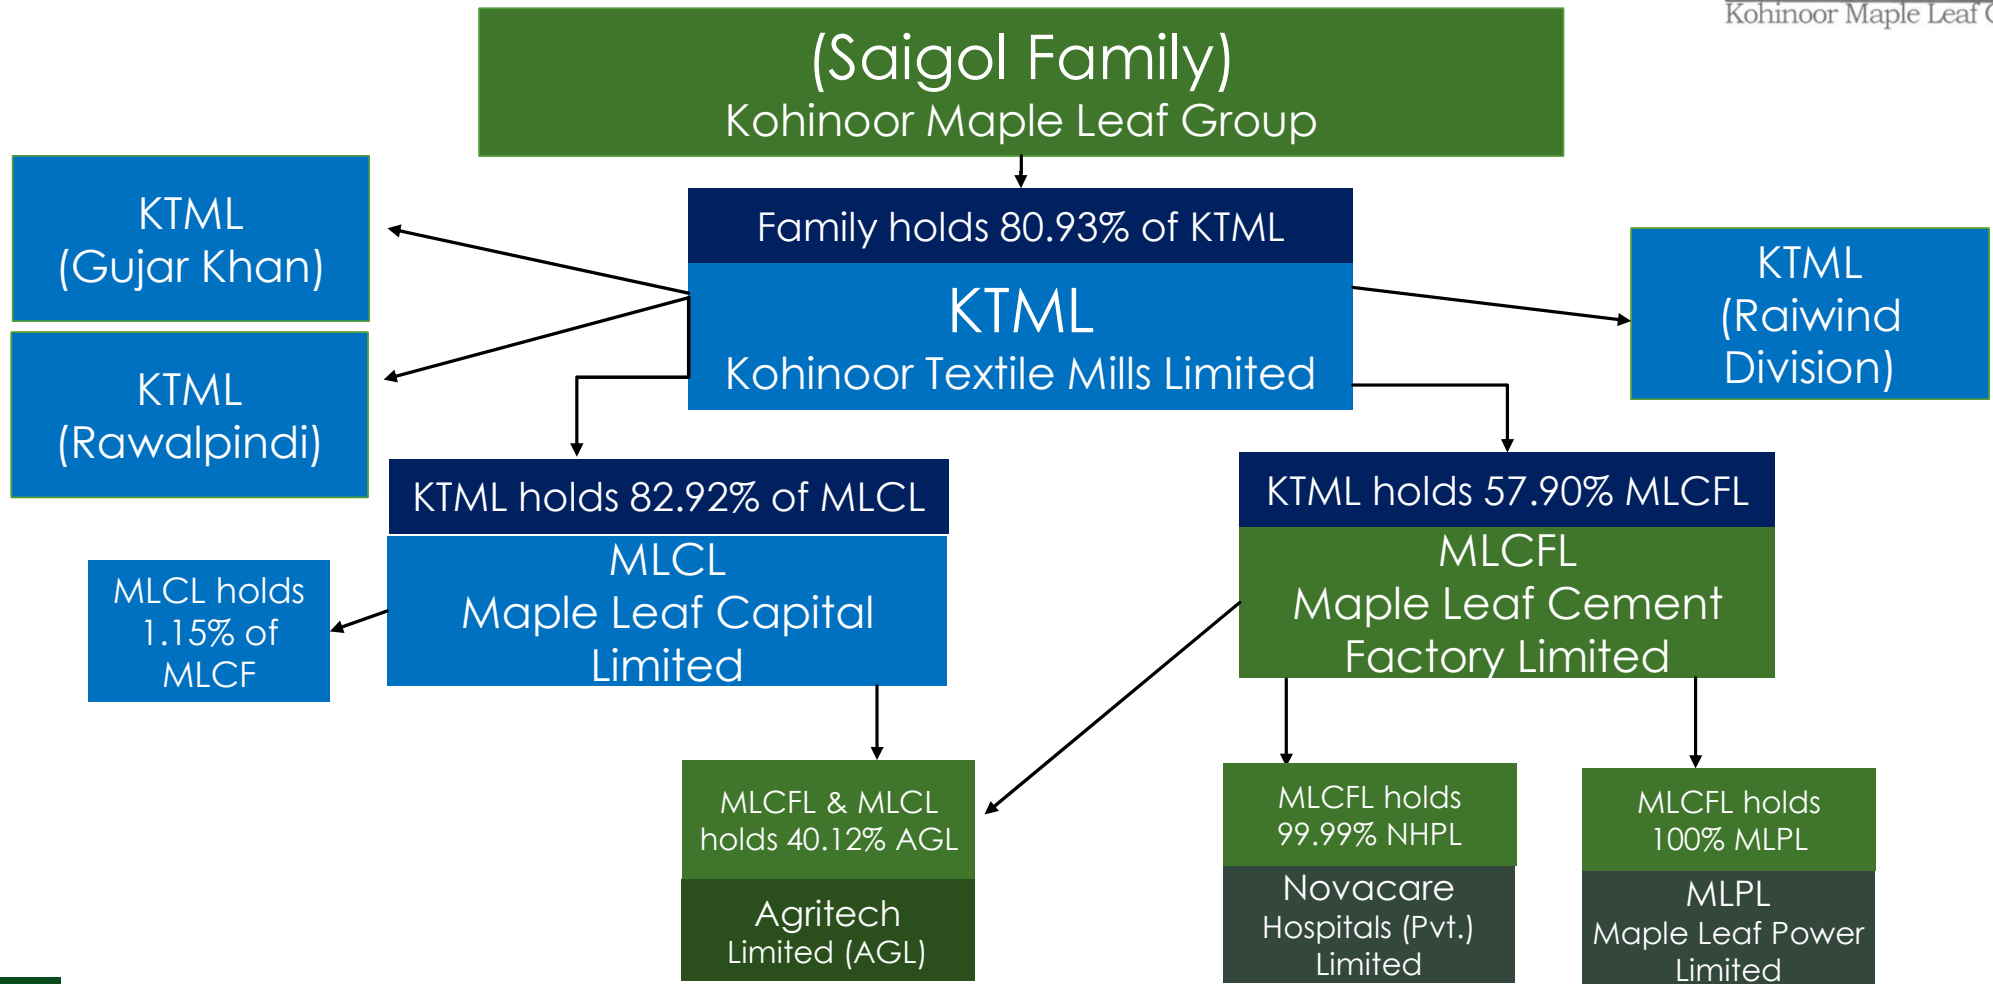 Kohinoor Maple Leaf
(Saigol Family)
Kohinoor Maple Leaf Group
KTML
(Gujar Khan)
Family holds 80.93% of KTML
KTML
Kohinoor Textile Mills Limited
KTML
(Raiwind
Division)
KTML
(Rawalpindi)
KTML holds 82.92% of MLCL
KTML holds 57.90% MLCFL
MLCL holds
1.15% of
MLCF
MLCL
Maple Leaf Capital
Limited
MLCFL
Maple Leaf Cement
Factory Limited
MLCFL & MLCL
holds 40.12% AGL
Agritech
Limited (AGL)
MLCFL holds
99.99% NHPL
Novacare
Hospitals (Pvt.)
Limited
MLCFL holds
100% MLPL
MLPL
Maple Leaf Power
Limited